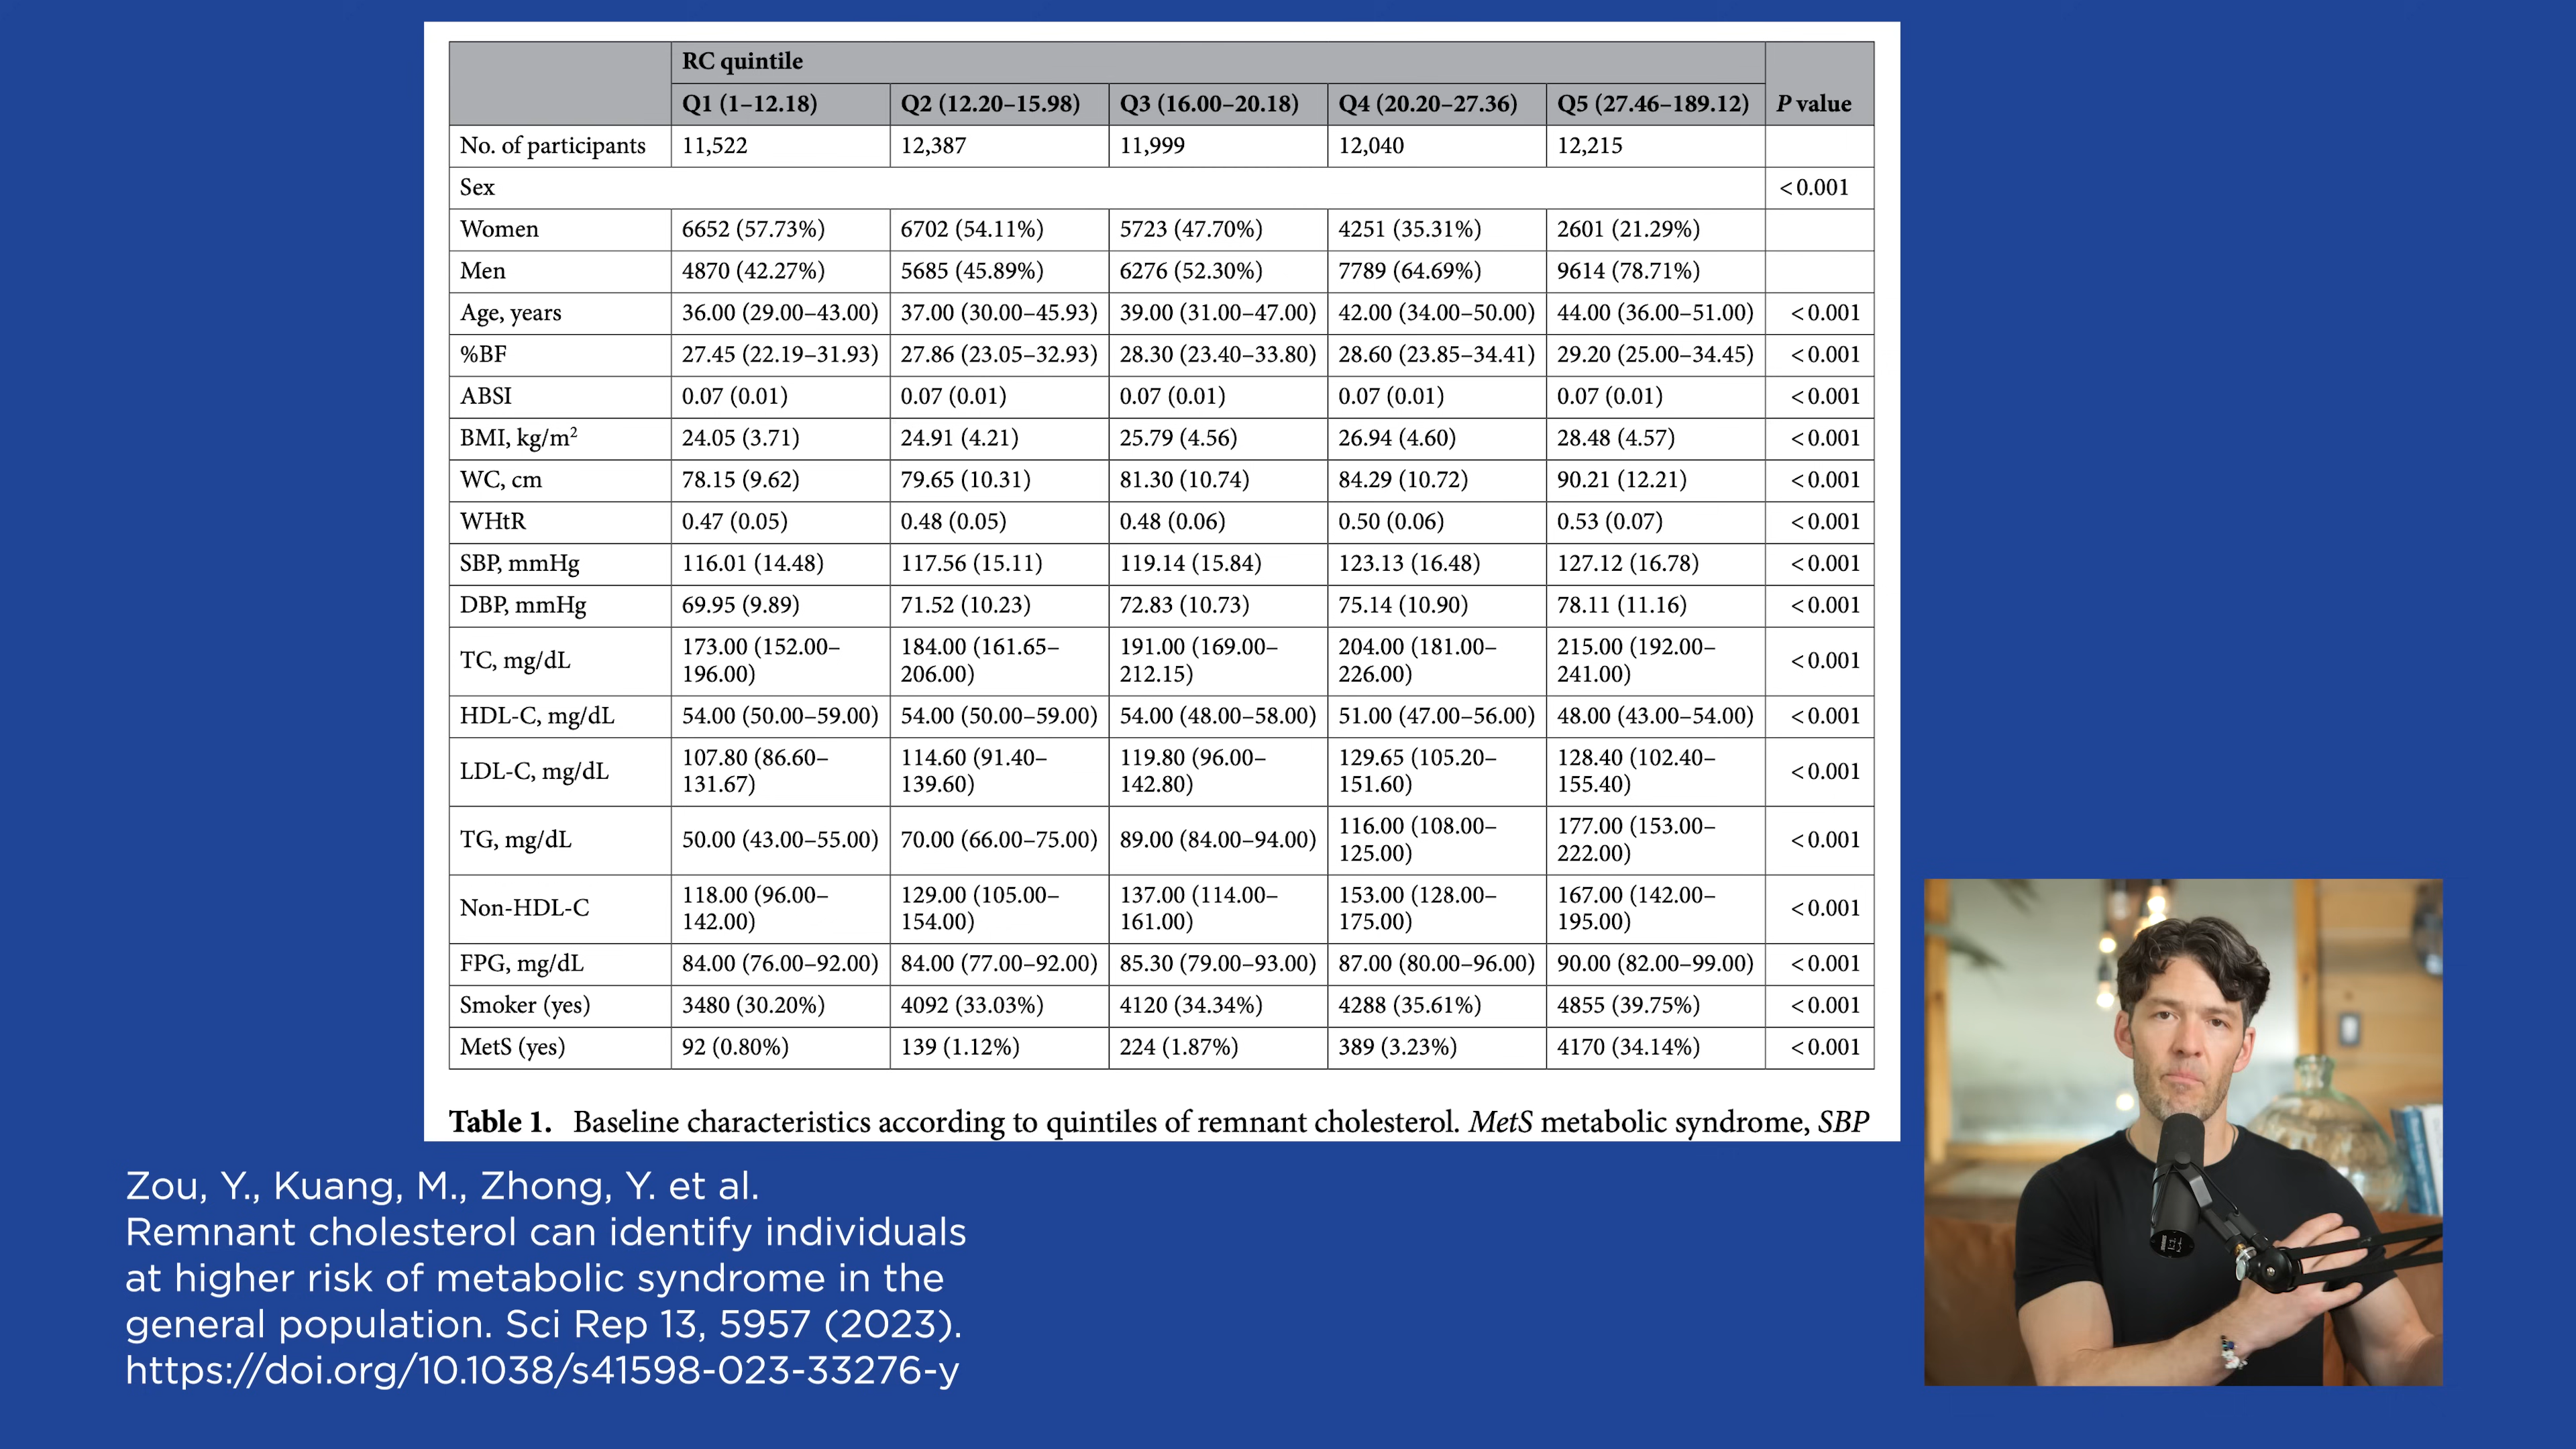 RC quintile
Q1 (1–12.18) Q2 (12.20–15.98) Q3 (16.00–20.18) Q4 (20.20–27.36) Q5 (27.46–189.12) P value
No. of participants 11,522 12,387 11,999 12,040 12,215
Sex <0.001
Women 6652 (57.73%) 6702 (54.11%) 5723 (47.70%) 4251 (35.31%) 2601 (21.29%)
Men 4870 (42.27%) 5685 (45.89%) 6276 (52.30%) 7789 (64.69%) 9614 (78.71%)
Age, years 36.00 (29.00–43.00) 37.00 (30.00–45.93) 39.00 (31.00–47.00) 42.00 (34.00–50.00) 44.00 (36.00–51.00) <0.001
%BF 27.45 (22.19–31.93) 27.86 (23.05–32.93) 28.30 (23.40–33.80) 28.60 (23.85–34.41) 29.20 (25.00–34.45) <0.001
ABSI 0.07 (0.01) 0.07 (0.01) 0.07 (0.01) 0.07 (0.01) 0.07 (0.01) <0.001
BMI, kg/m² 24.05 (3.71) 24.91 (4.21) 25.79 (4.56) 26.94 (4.60) 28.48 (4.57) <0.001
WC, cm 78.15 (9.62) 79.65 (10.31) 81.30 (10.74) 84.29 (10.72) 90.21 (12.21) <0.001
WHtR 0.47 (0.05) 0.48 (0.05) 0.48 (0.06) 0.50 (0.06) 0.53 (0.07) <0.001
SBP, mmHg 116.01 (14.48) 117.56 (15.11) 119.14 (15.84) 123.13 (16.48) 127.12 (16.78) <0.001
DBP, mmHg 69.95 (9.89) 71.52 (10.23) 72.83 (10.73) 75.14 (10.90) 78.11 (11.16) <0.001
TC, mg/dL 173.00 (152.00–196.00) 184.00 (161.65–206.00) 191.00 (169.00–212.15) 204.00 (181.00–226.00) 215.00 (192.00–241.00) <0.001
HDL-C, mg/dL 54.00 (50.00–59.00) 54.00 (50.00–59.00) 54.00 (48.00–58.00) 51.00 (47.00–56.00) 48.00 (43.00–54.00) <0.001
LDL-C, mg/dL 107.80 (86.60–131.67) 114.60 (91.40–139.60) 119.80 (96.00–142.80) 129.65 (105.20–151.60) 128.40 (102.40–155.40) <0.001
TG, mg/dL 50.00 (43.00–55.00) 70.00 (66.00–75.00) 89.00 (84.00–94.00) 116.00 (108.00–125.00) 177.00 (153.00–222.00) <0.001
Non-HDL-C 118.00 (96.00–142.00) 129.00 (105.00–154.00) 137.00 (114.00–161.00) 153.00 (128.00–175.00) 167.00 (142.00–195.00) <0.001
FPG, mg/dL 84.00 (76.00–92.00) 84.00 (77.00–92.00) 85.30 (79.00–93.00) 87.00 (80.00–96.00) 90.00 (82.00–99.00) <0.001
Smoker (yes) 3480 (30.20%) 4092 (33.03%) 4120 (34.34%) 4288 (35.61%) 4855 (39.75%) <0.001
MetS (yes) 92 (0.80%) 139 (1.12%) 224 (1.87%) 389 (3.23%) 4170 (34.14%) <0.001
Table 1. Baseline characteristics according to quintiles of remnant cholesterol. MetS metabolic syndrome, SBP
Zou, Y., Kuang, M., Zhong, Y. et al.
Remnant cholesterol can identify individuals
at higher risk of metabolic syndrome in the
general population. Sci Rep 13, 5957 (2023).
https://doi.org/10.1038/s41598-023-33276-y